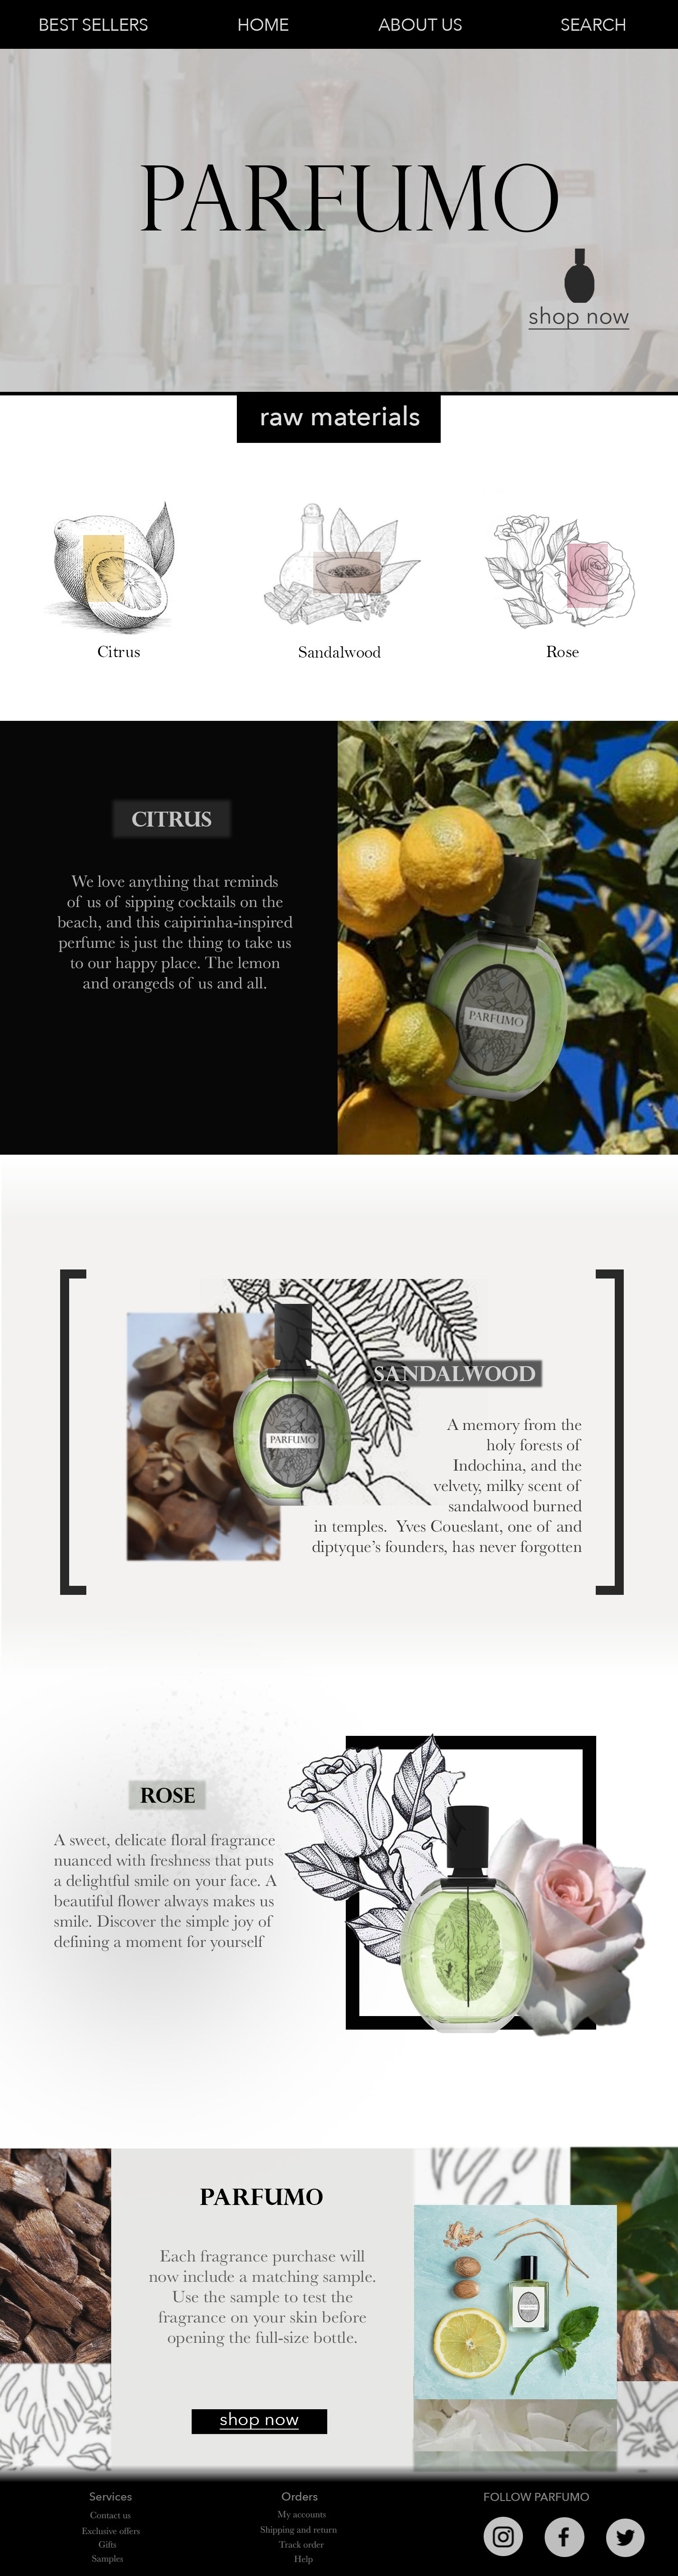 BEST SELLERS HOME ABOUT US SEARCH
PARFUMO
shop now
raw materials
Citrus Sandalwood Rose
CITRUS
We love anything that reminds
of us of sipping cocktails on the
beach, and this caipirinha-inspired
perfume is just the thing to take us
to our happy place. The lemon
and orangeds of us and all.
PARFUMO
SANDALWOOD
PARFUMO
A memory from the
holy forests of
Indochina, and the
velvety, milky scent of
sandalwood burned
in temples. Yves Coueslant, one of and
diptyque's founders, has never forgotten
ROSE
A sweet, delicate floral fragrance
nuanced with freshness that puts
a delightful smile on your face. A
beautiful flower always makes us
smile. Discover the simple joy of
defining a moment for yourself
PARFUMO
Each fragrance purchase will
now include a matching sample.
Use the sample to test the
fragrance on your skin before
opening the full-size bottle.
shop now
Services
Contact us
Exclusive offers
Gifts
Samples
Orders
My accounts
Shipping and return
Track order
Help
FOLLOW PARFUMO